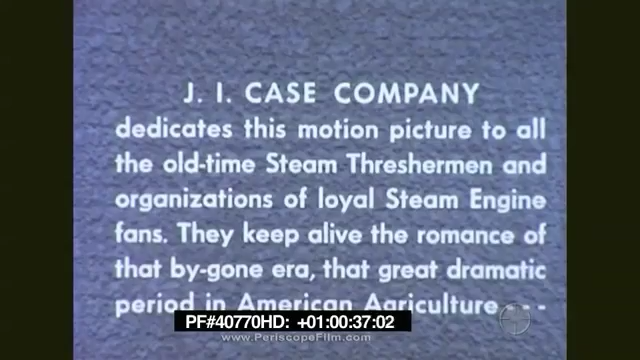 J. I. CASE COMPANY
dedicates this motion picture to all
the old-time Steam Threshermen and
organizations of loyal Steam Engine
fans. They keep alive the romance of
that by-gone era, that great dramatic
period in American Agriculture - - -
PF#40770HD: +01:00:37:02
www.PeriscopeFilm.com